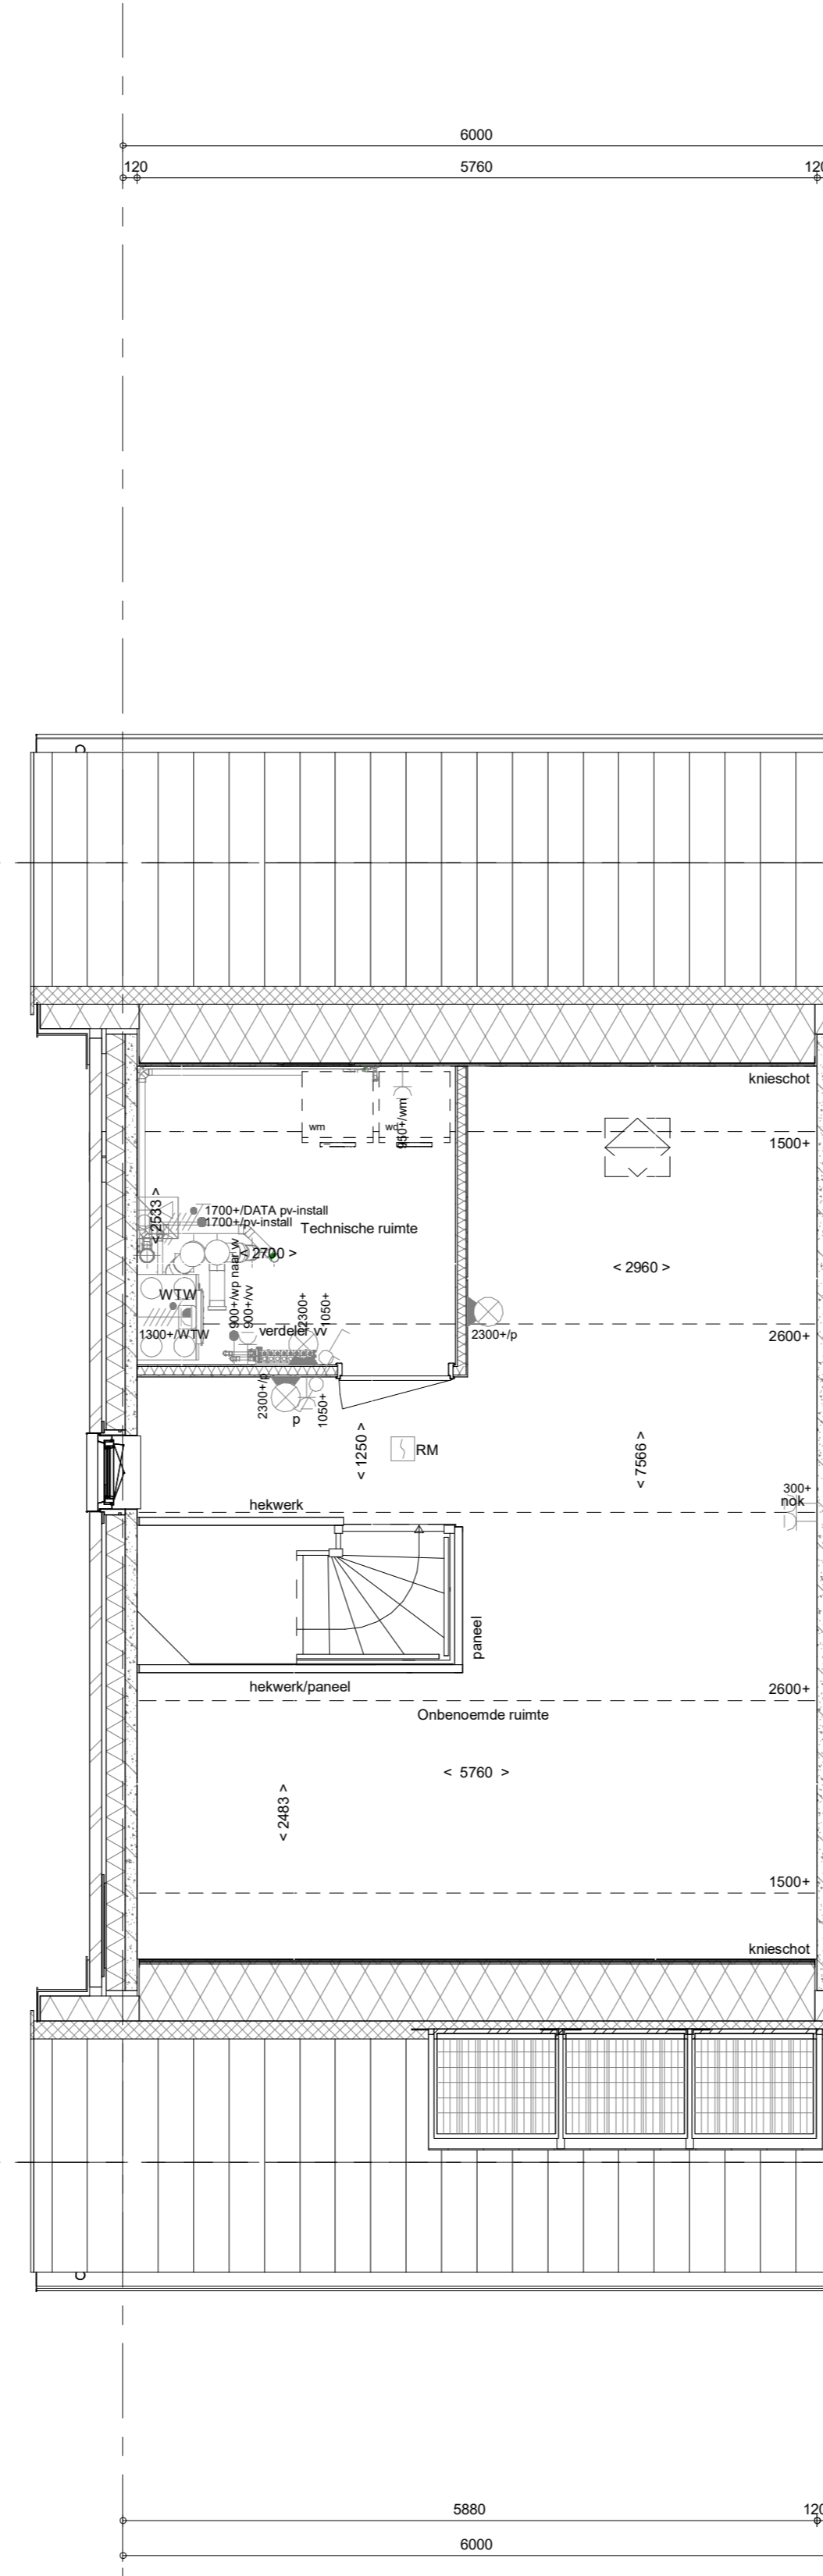 6000
120
5760
120
knieschot
wm
wd
950+/wm
1500+
1700+/DATA pv-install
1700+/pv-install
< 2533 >
Technische ruimte
< 2700 >
< 2960 >
WTW
1300+/WTW
900+/wp naar vv
900+/vv
verdeler vv
2300+
1050+
2300+/p
2600+
2300+/p
p
1050+
< 1250 >
RM
< 7566 >
300+
nok
hekwerk
paneel
hekwerk/paneel
2600+
Onbenoemde ruimte
< 5760 >
< 2483 >
1500+
knieschot
5880
120
6000